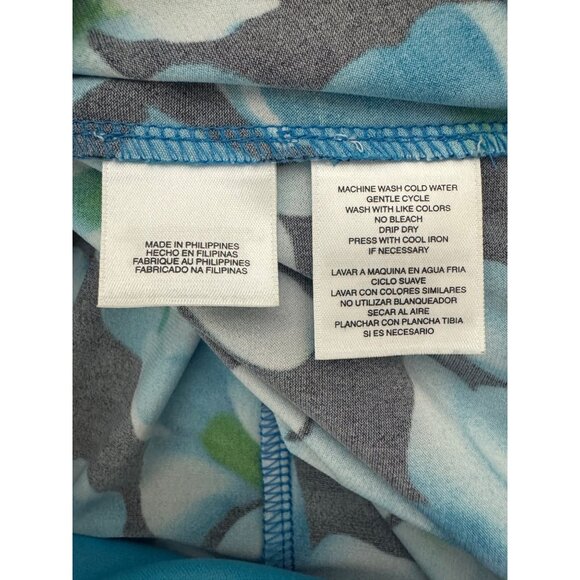 MADE IN PHILIPPINES
HECHO EN FILIPINAS
FABRIQUE AU PHILIPPINES
FABRICADO NA FILIPINAS
MACHINE WASH COLD WATER
GENTLE CYCLE
WASH WITH LIKE COLORS
NO BLEACH
DRIP DRY
PRESS WITH COOL IRON
IF NECESSARY
LAVAR A MAQUINA EN AGUA FRIA
CICLO SUAVE
LAVAR CON COLORES SIMILARES
NO UTILIZAR BLANQUEADOR
SECAR AL AIRE
PLANCHAR CON PLANCHA TIBIA
SI ES NECESARIO